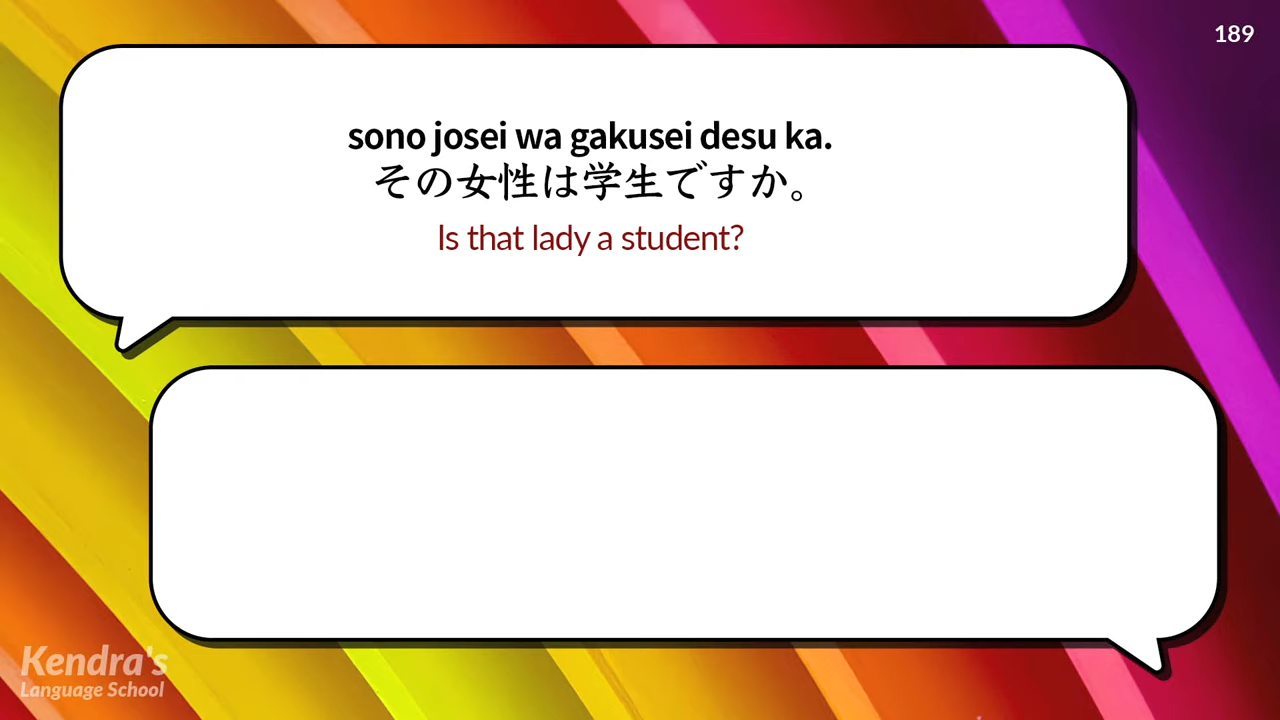 189
sono josei wa gakusei desu ka.
その女性は学生ですか。
Is that lady a student?
Kendra's
Language School